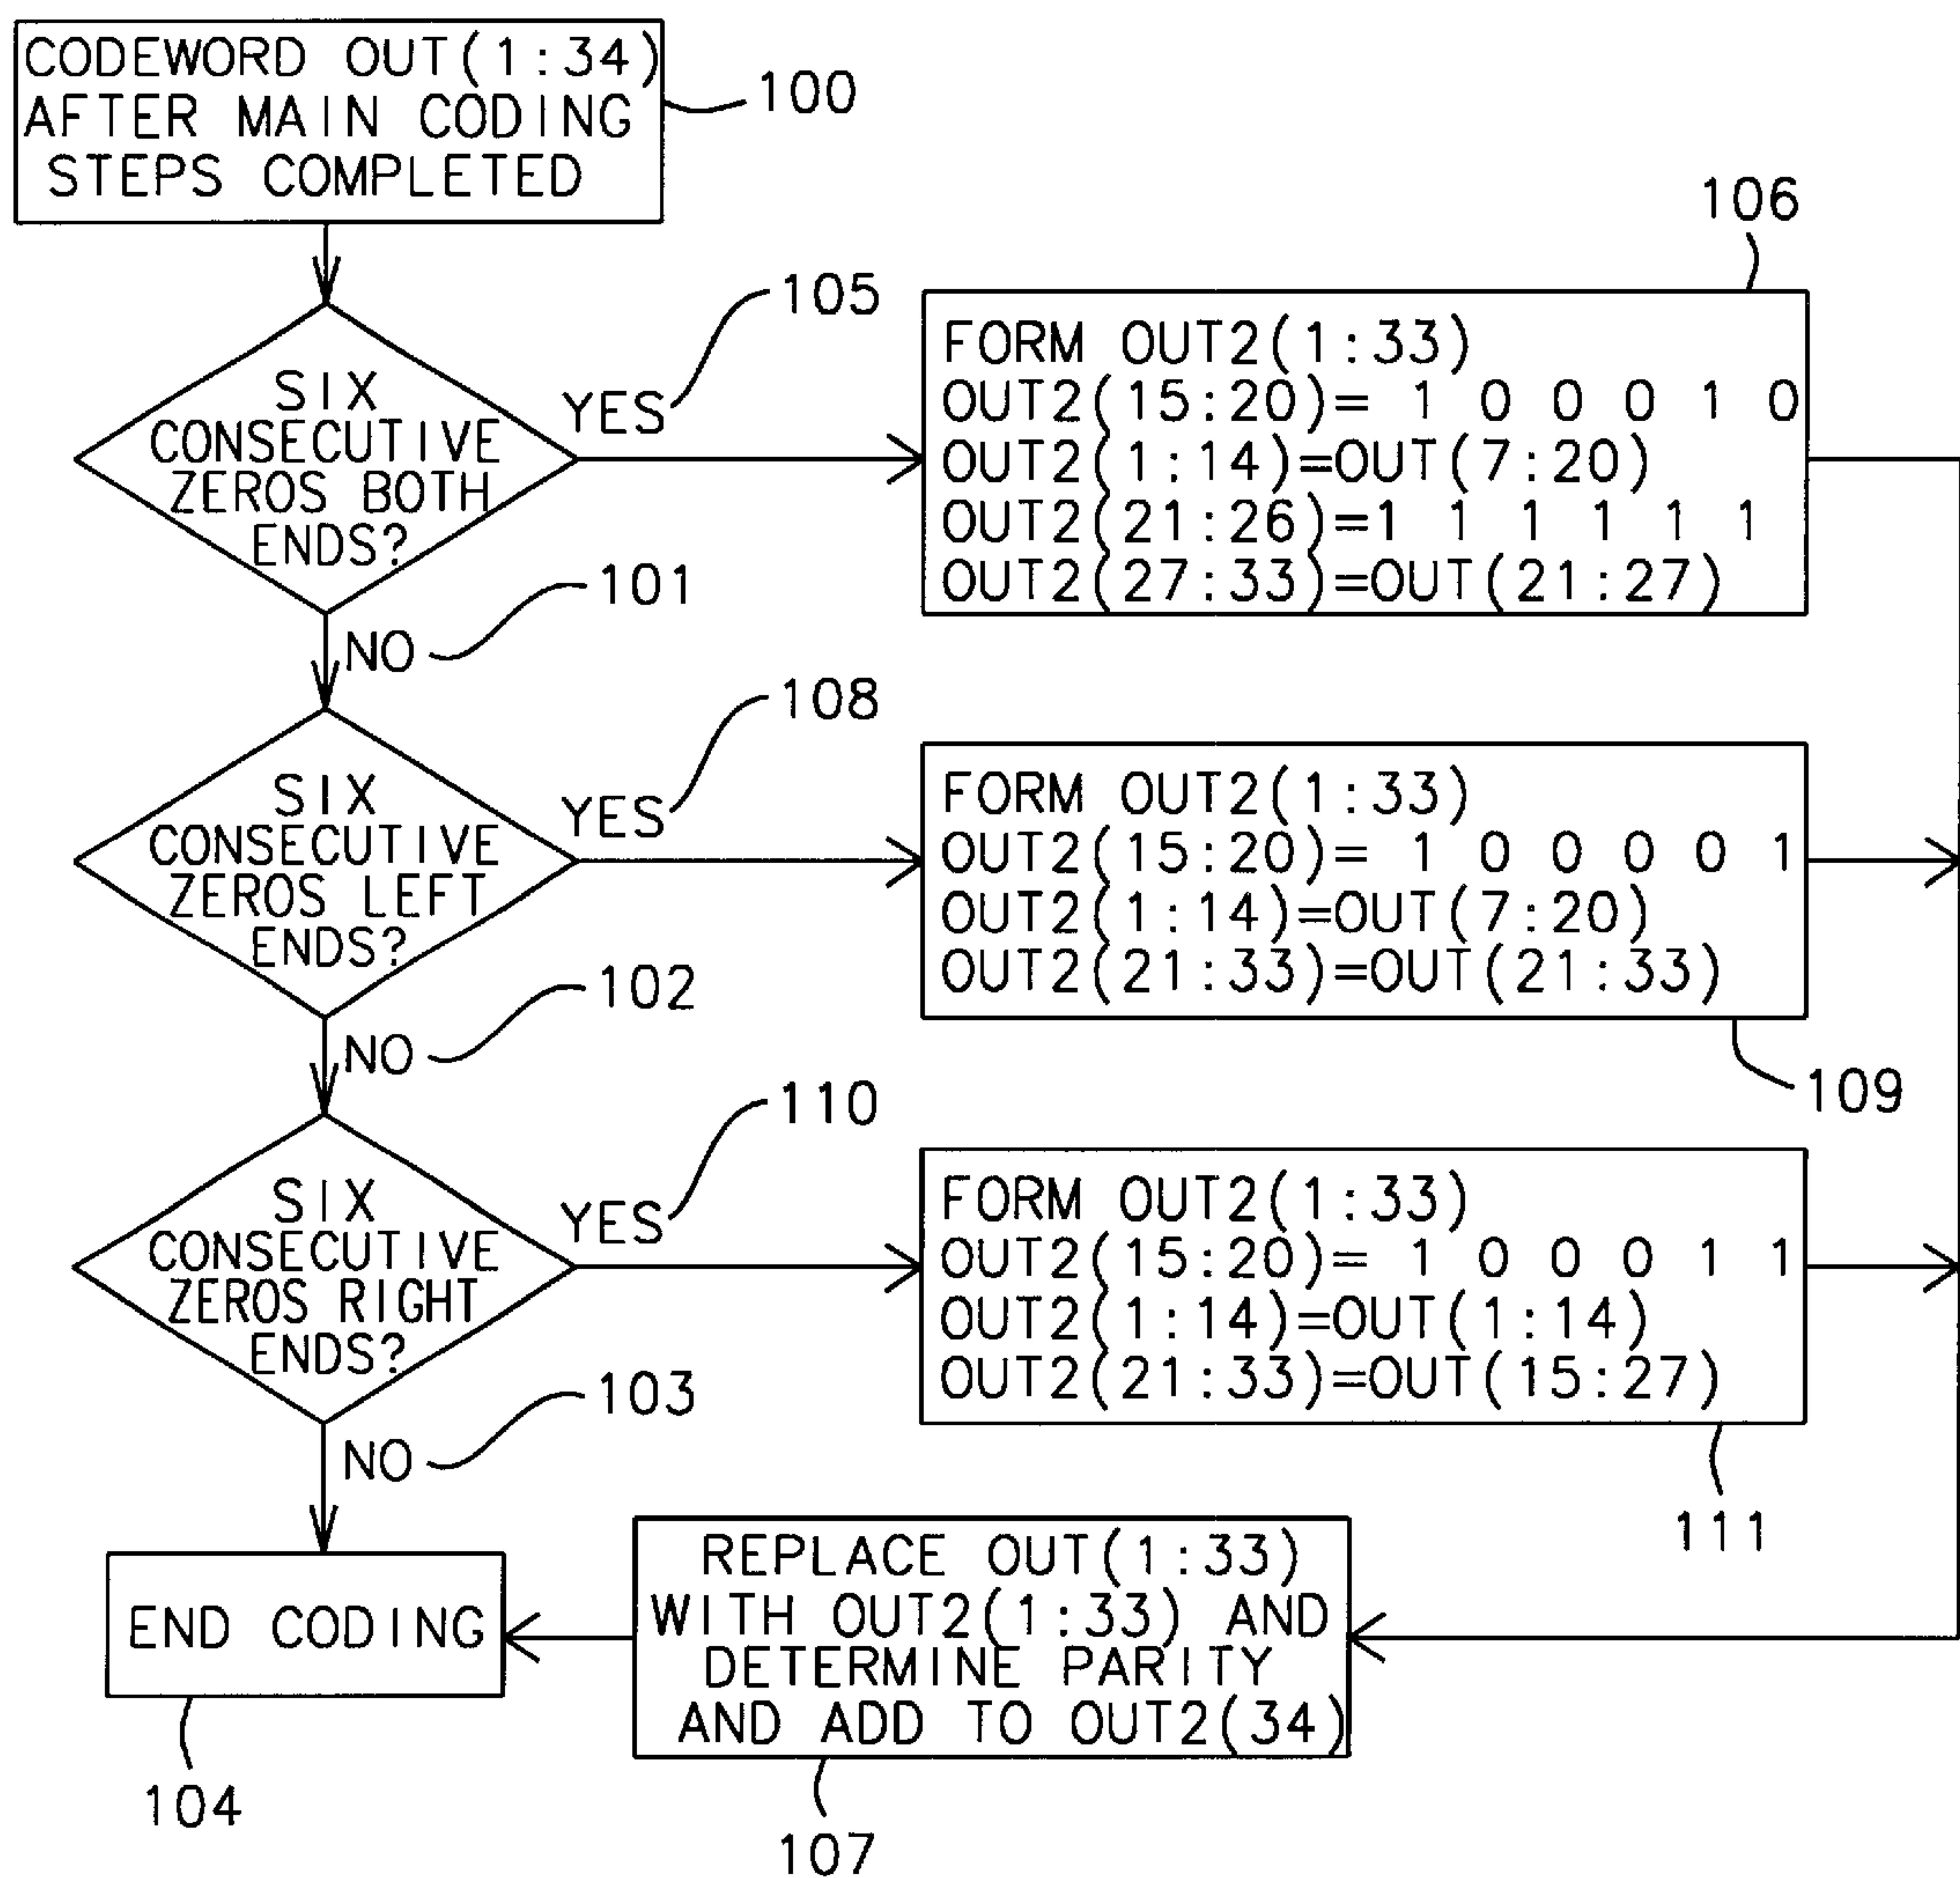 CODEWORD OUT(1:34)
AFTER MAIN CODING
STEPS COMPLETED
100
106
105
SIX
CONSECUTIVE
ZEROS BOTH
ENDS?
YES
FORM OUT2(1:33)
OUT2(15:20)= 1 0 0 0 1 0
OUT2(1:14)=OUT(7:20)
OUT2(21:26)=1 1 1 1 1 1
OUT2(27:33)=OUT(21:27)
101
NO
108
SIX
CONSECUTIVE
ZEROS LEFT
ENDS?
YES
FORM OUT2(1:33)
OUT2(15:20)= 1 0 0 0 0 1
OUT2(1:14)=OUT(7:20)
OUT2(21:33)=OUT(21:33)
102
NO
109
110
SIX
CONSECUTIVE
ZEROS RIGHT
ENDS?
YES
FORM OUT2(1:33)
OUT2(15:20)= 1 0 0 0 1 1
OUT2(1:14)=OUT(1:14)
OUT2(21:33)=OUT(15:27)
103
NO
111
END CODING
REPLACE OUT(1:33)
WITH OUT2(1:33) AND
DETERMINE PARITY
AND ADD TO OUT2(34)
104
107